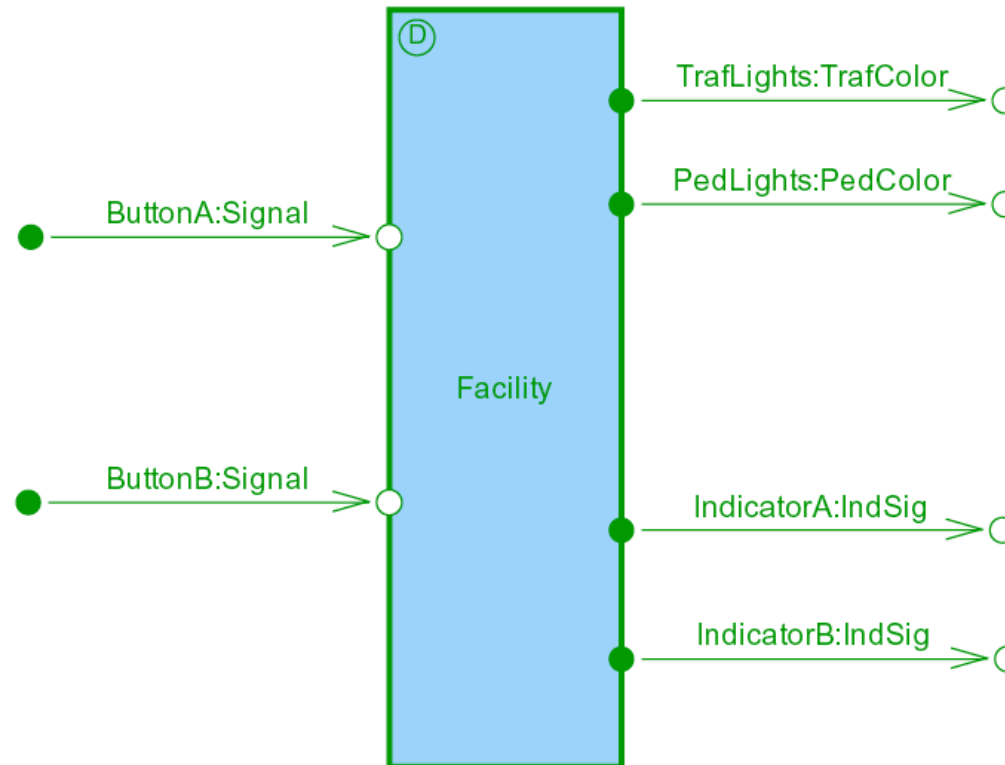 D
TrafLights:TrafColor
PedLights:PedColor
ButtonA:Signal
Facility
ButtonB:Signal
IndicatorA:IndSig
IndicatorB:IndSig